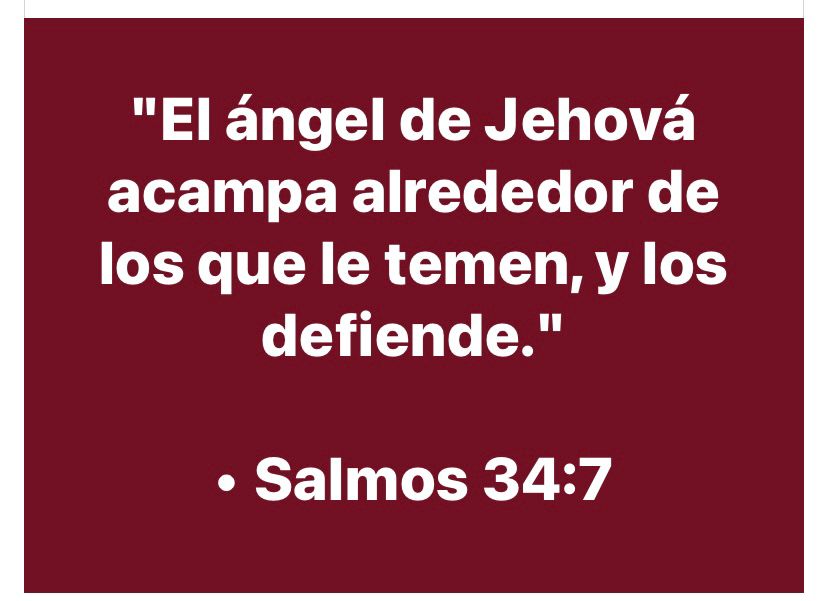 "El ángel de Jehová
acampa alrededor de
los que le temen, y los
defiende."
• Salmos 34:7